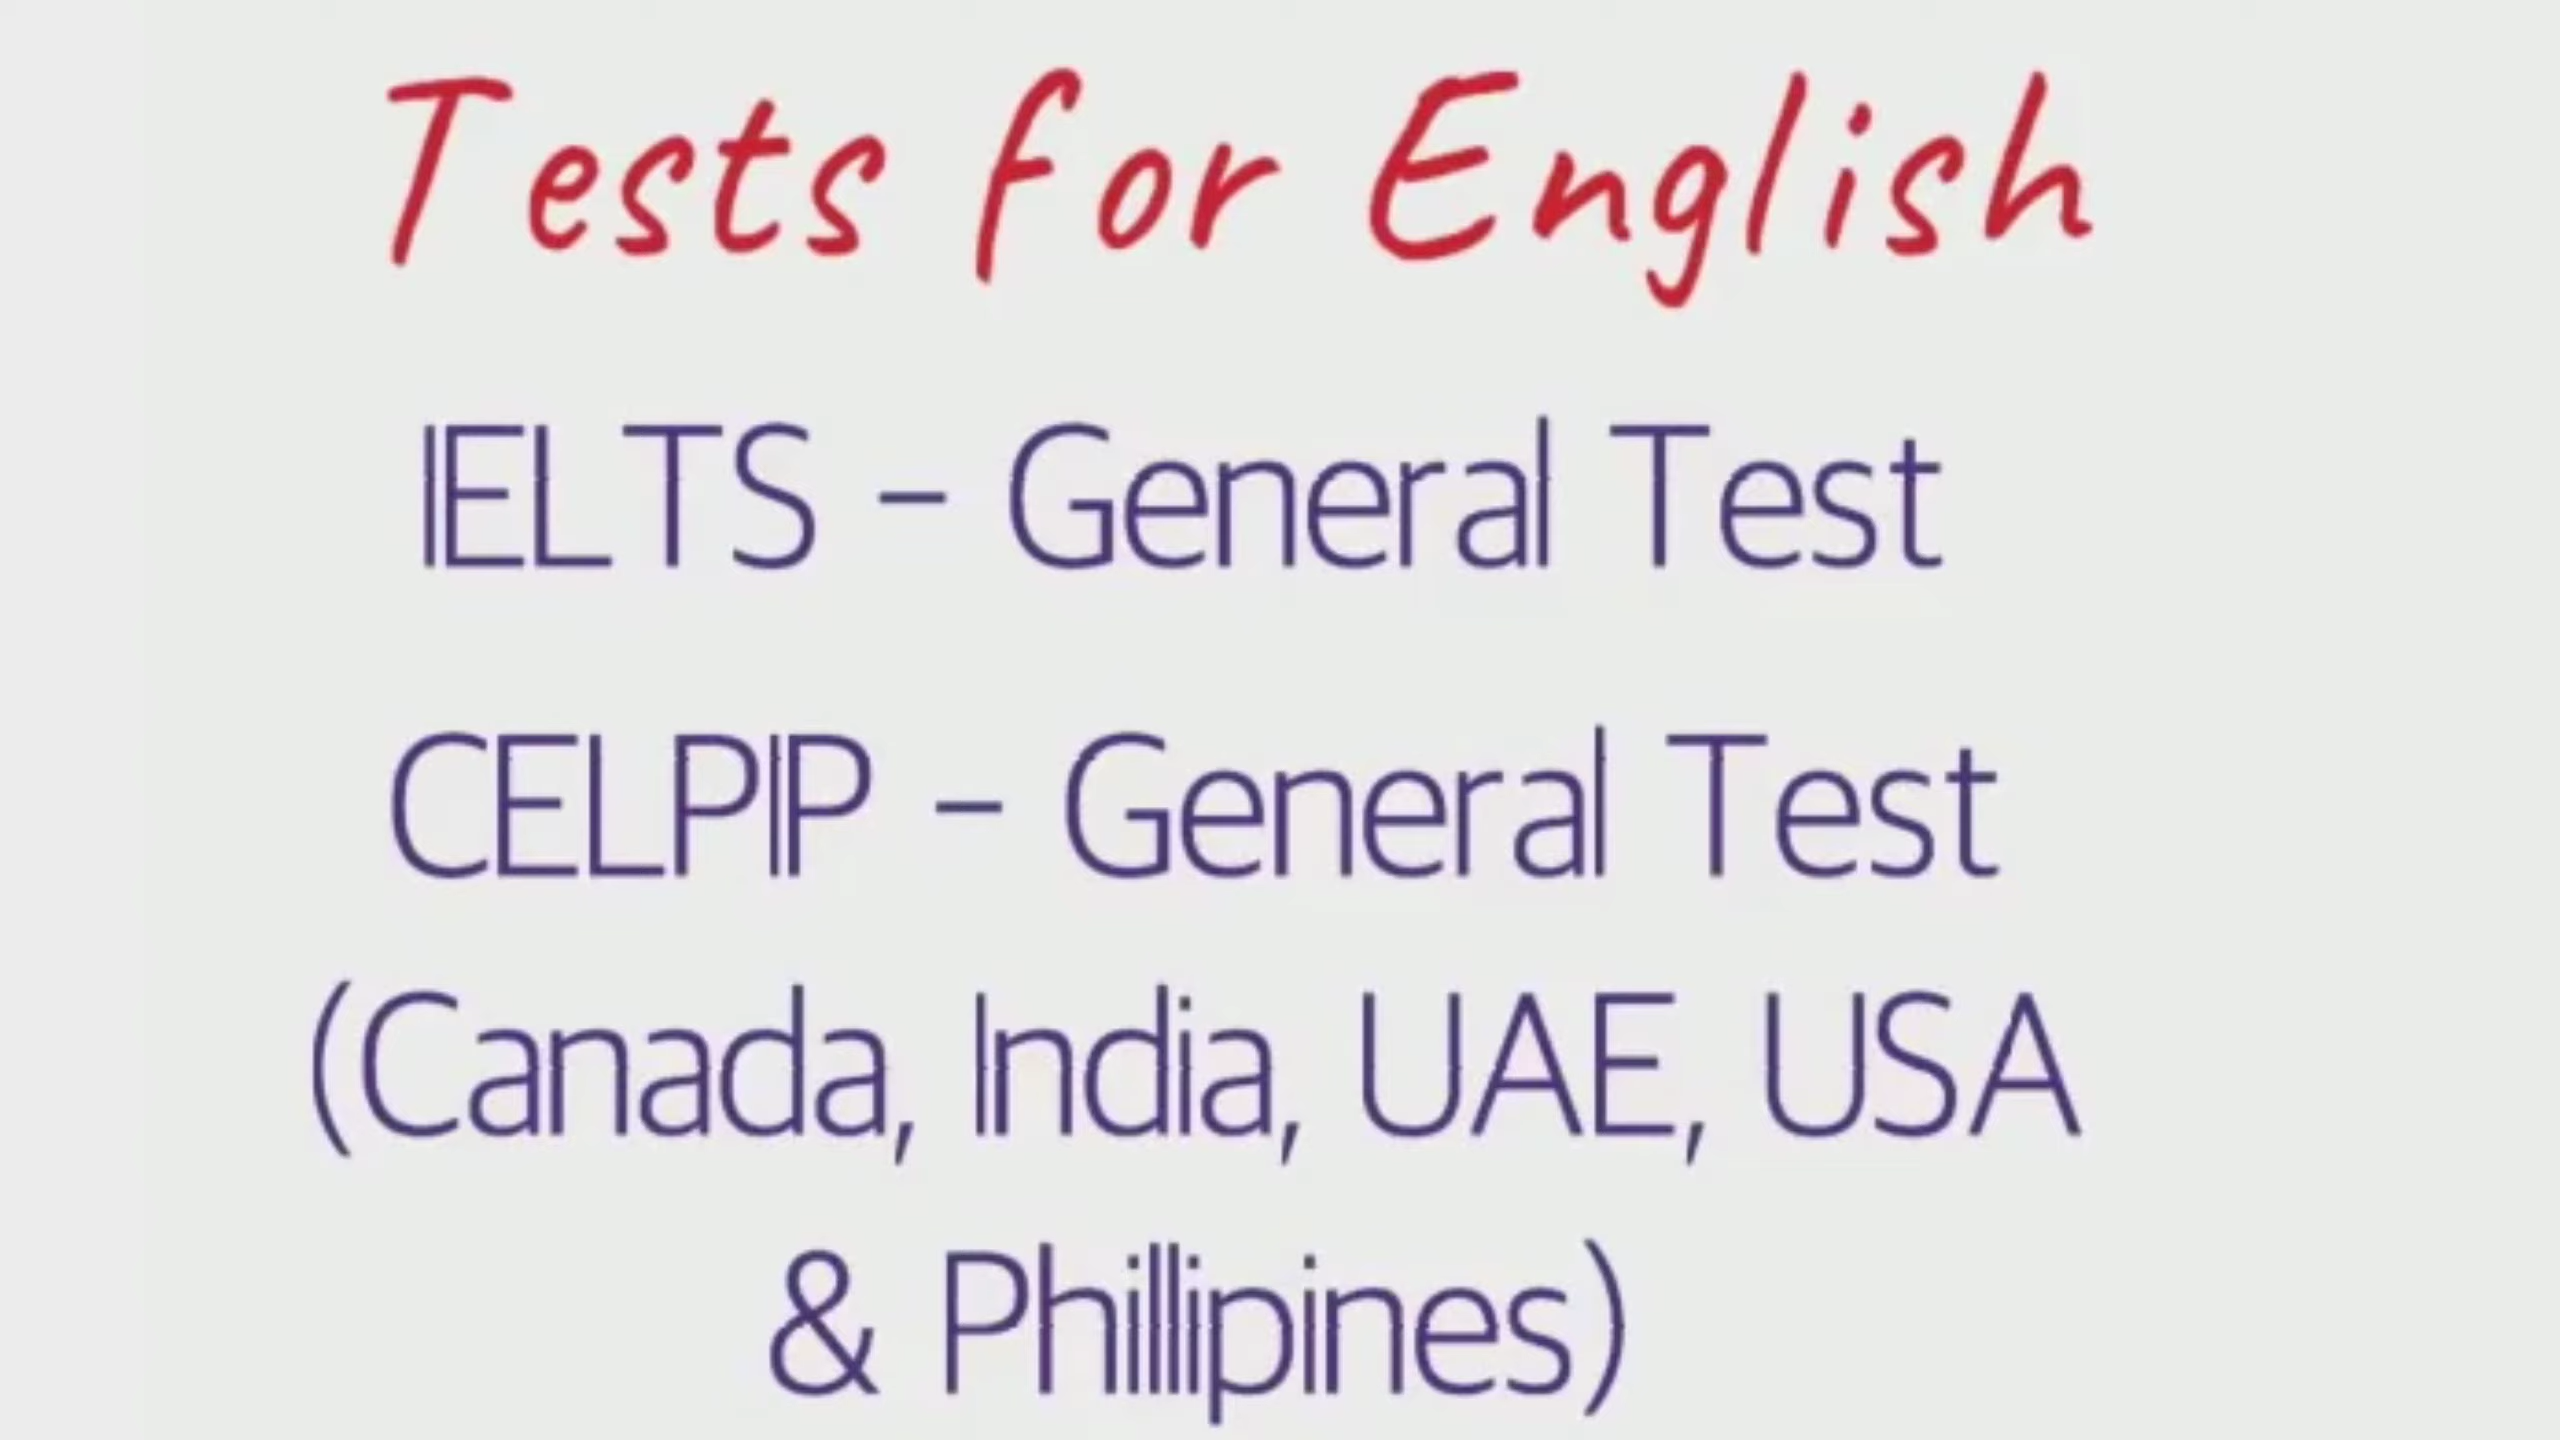 Tests for English
IELTS - General Test
CELPIP - General Test
(Canada, India, UAE, USA
& Phillipines)